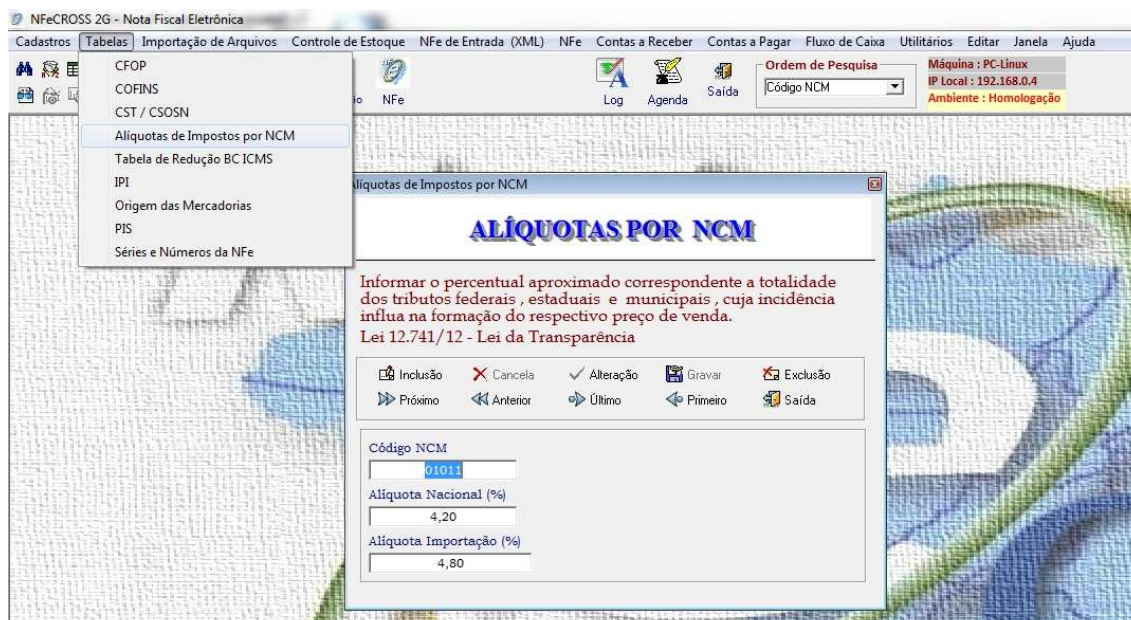 NFeCROSS 2G - Nota Fiscal Eletrônica
Cadastros Tabelas Importação de Arquivos Controle de Estoque NFe de Entrada (XML) NFe Contas a Receber Contas a Pagar Fluxo de Caixa Utilitários Editar Janela Ajuda
NFe
Log
Agenda
Saída
Ordem de Pesquisa
Código NCM
Máquina : PC-Linux
IP Local : 192.168.0.4
Ambiente : Homologação
CFOP
COFINS
CST / CSOSN
Alíquotas de Impostos por NCM
Tabela de Redução BC ICMS
IPI
Origem das Mercadorias
PIS
Séries e Números da NFe
líquotas de Impostos por NCM
ALÍQUOTAS POR NCM
Informar o percentual aproximado correspondente a totalidade
dos tributos federais , estaduais e municipais , cuja incidência
influa na formação do respectivo preço de venda.
Lei 12.741/12 - Lei da Transparência
Inclusão Cancela Alteração Gravar Exclusão
Próximo Anterior Último Primeiro Saída
Código NCM
01011
Alíquota Nacional (%)
4,20
Alíquota Importação (%)
4,80